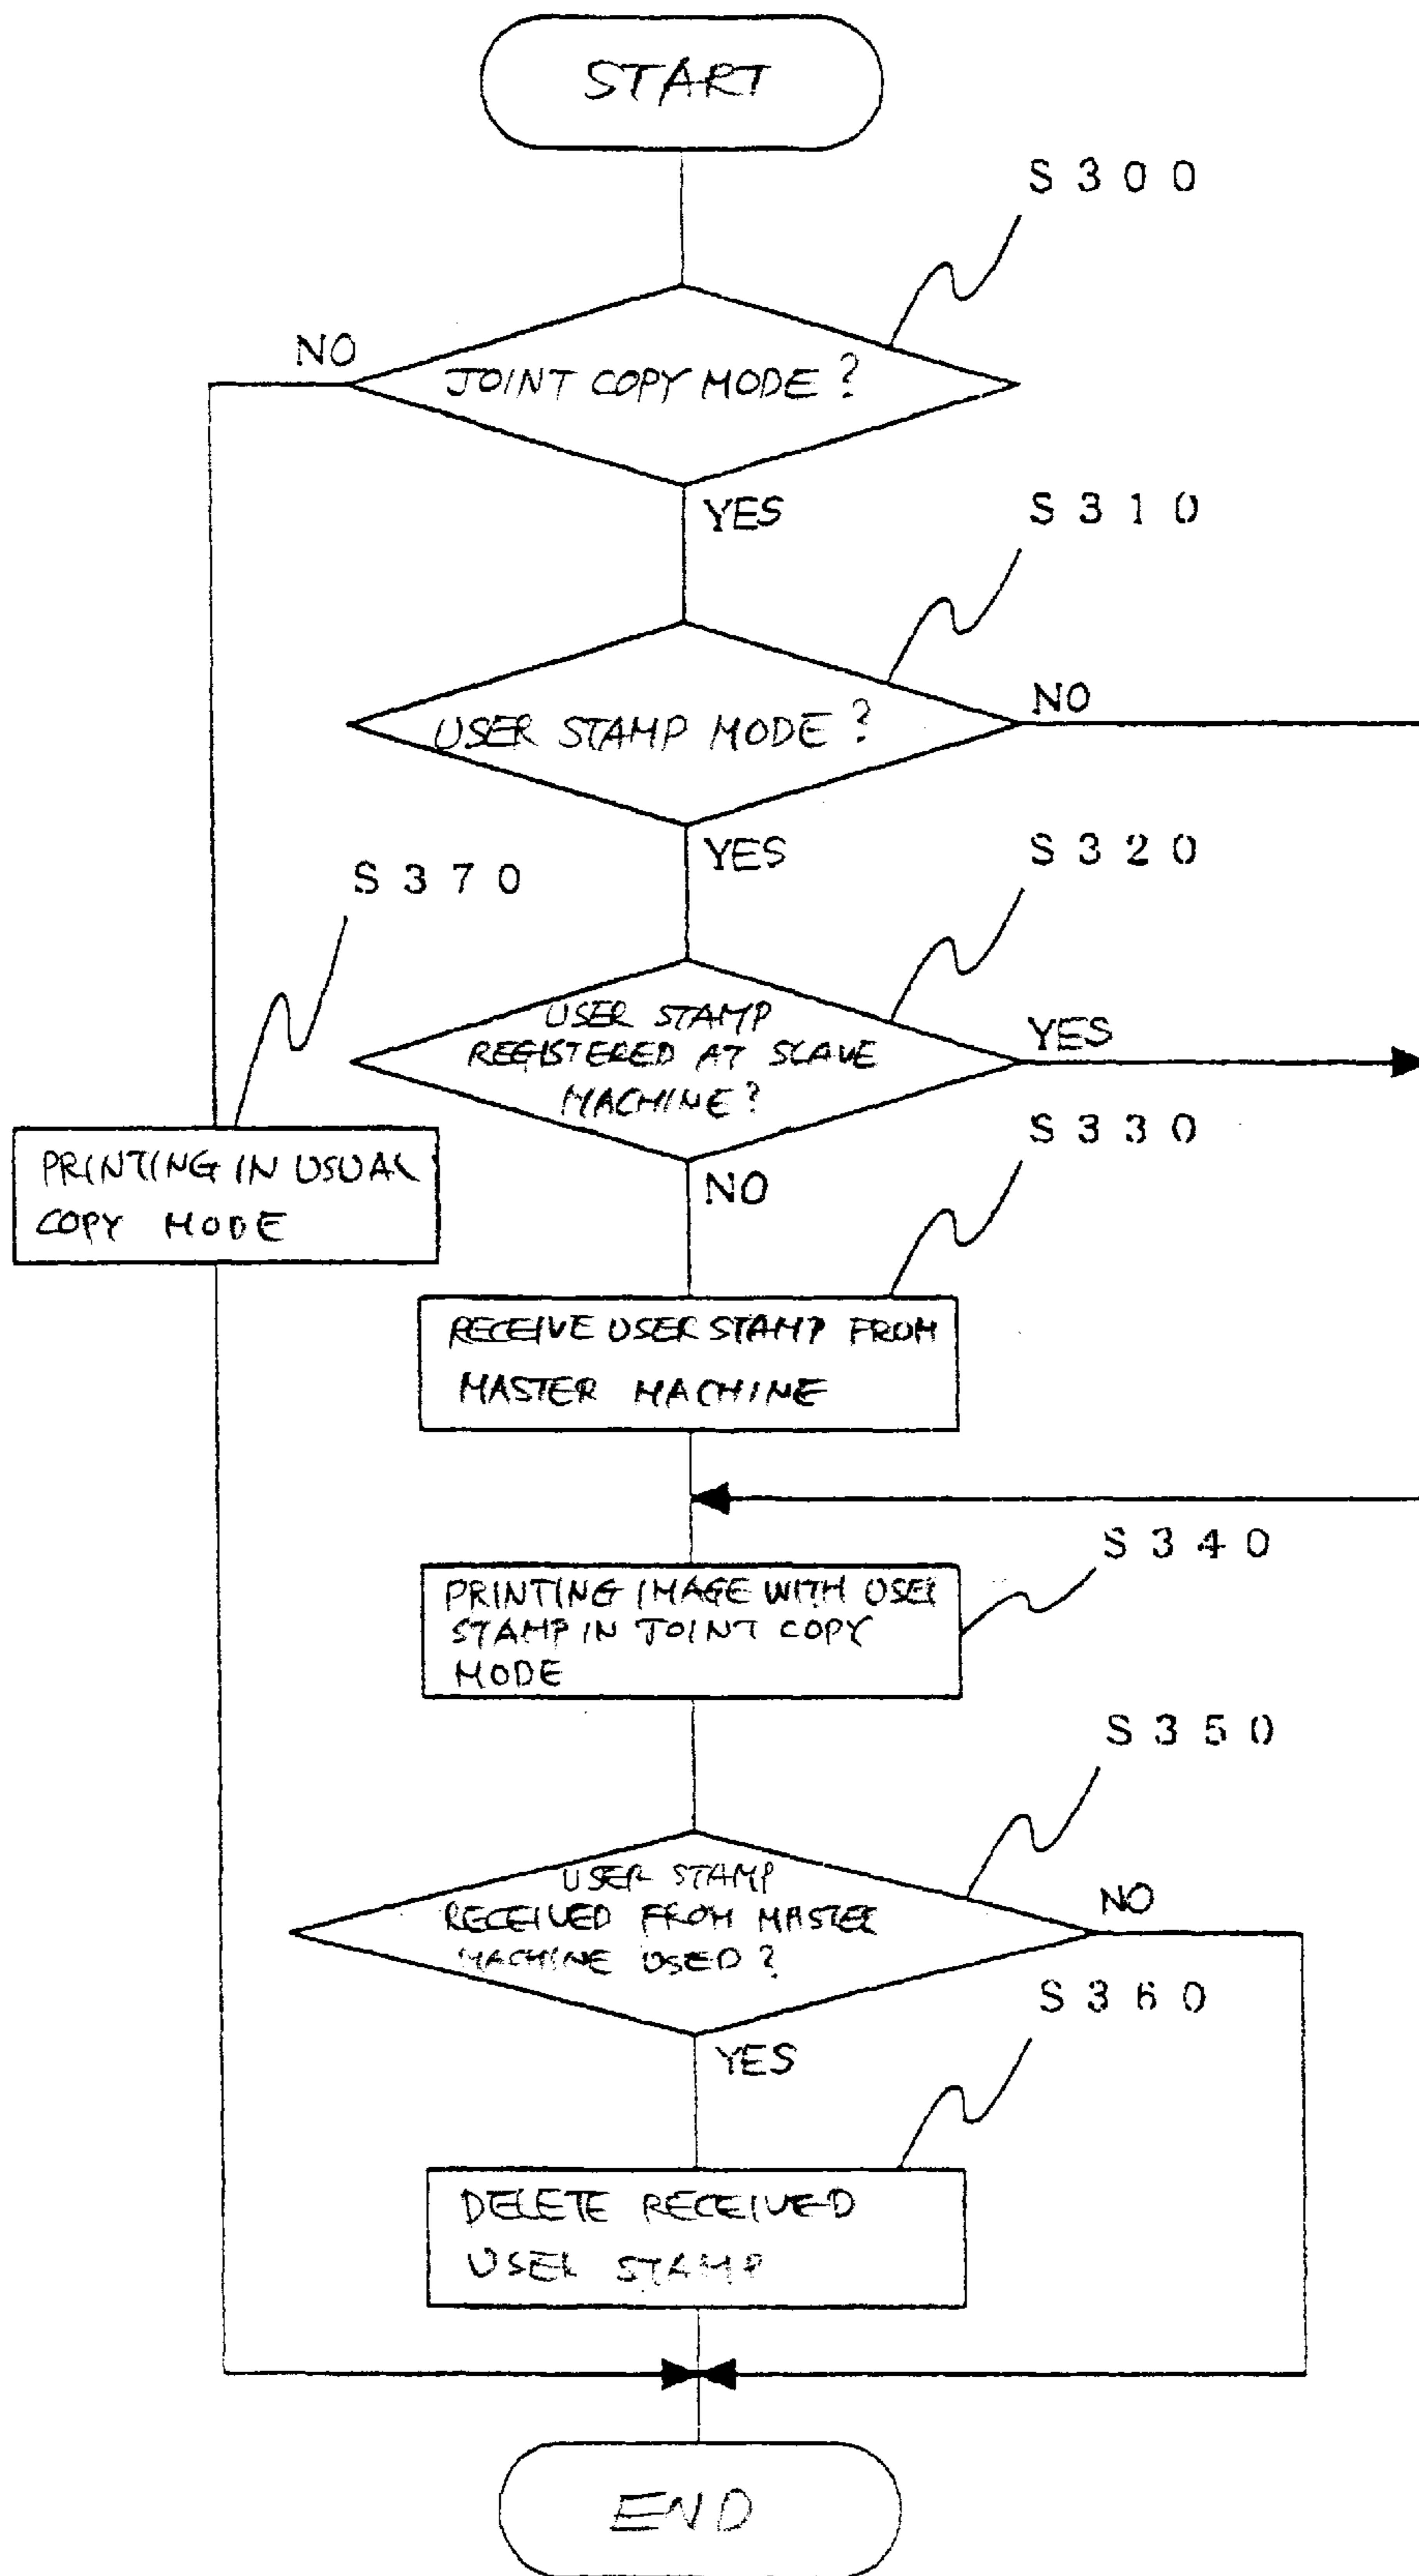 START
S300
NO
JOINT COPY MODE?
YES
S310
NO
USER STAMP MODE?
YES
S320
S370
USER STAMP
REGISTERED AT SLAVE
MACHINE?
YES
S330
NO
PRINTING IN USUAL
COPY MODE
RECEIVE USER STAMP FROM
MASTER MACHINE
S340
PRINTING IMAGE WITH USER
STAMP IN JOINT COPY
MODE
S350
USER STAMP
RECEIVED FROM MASTER
MACHINE USED?
NO
S360
YES
DELETE RECEIVED
USER STAMP
END